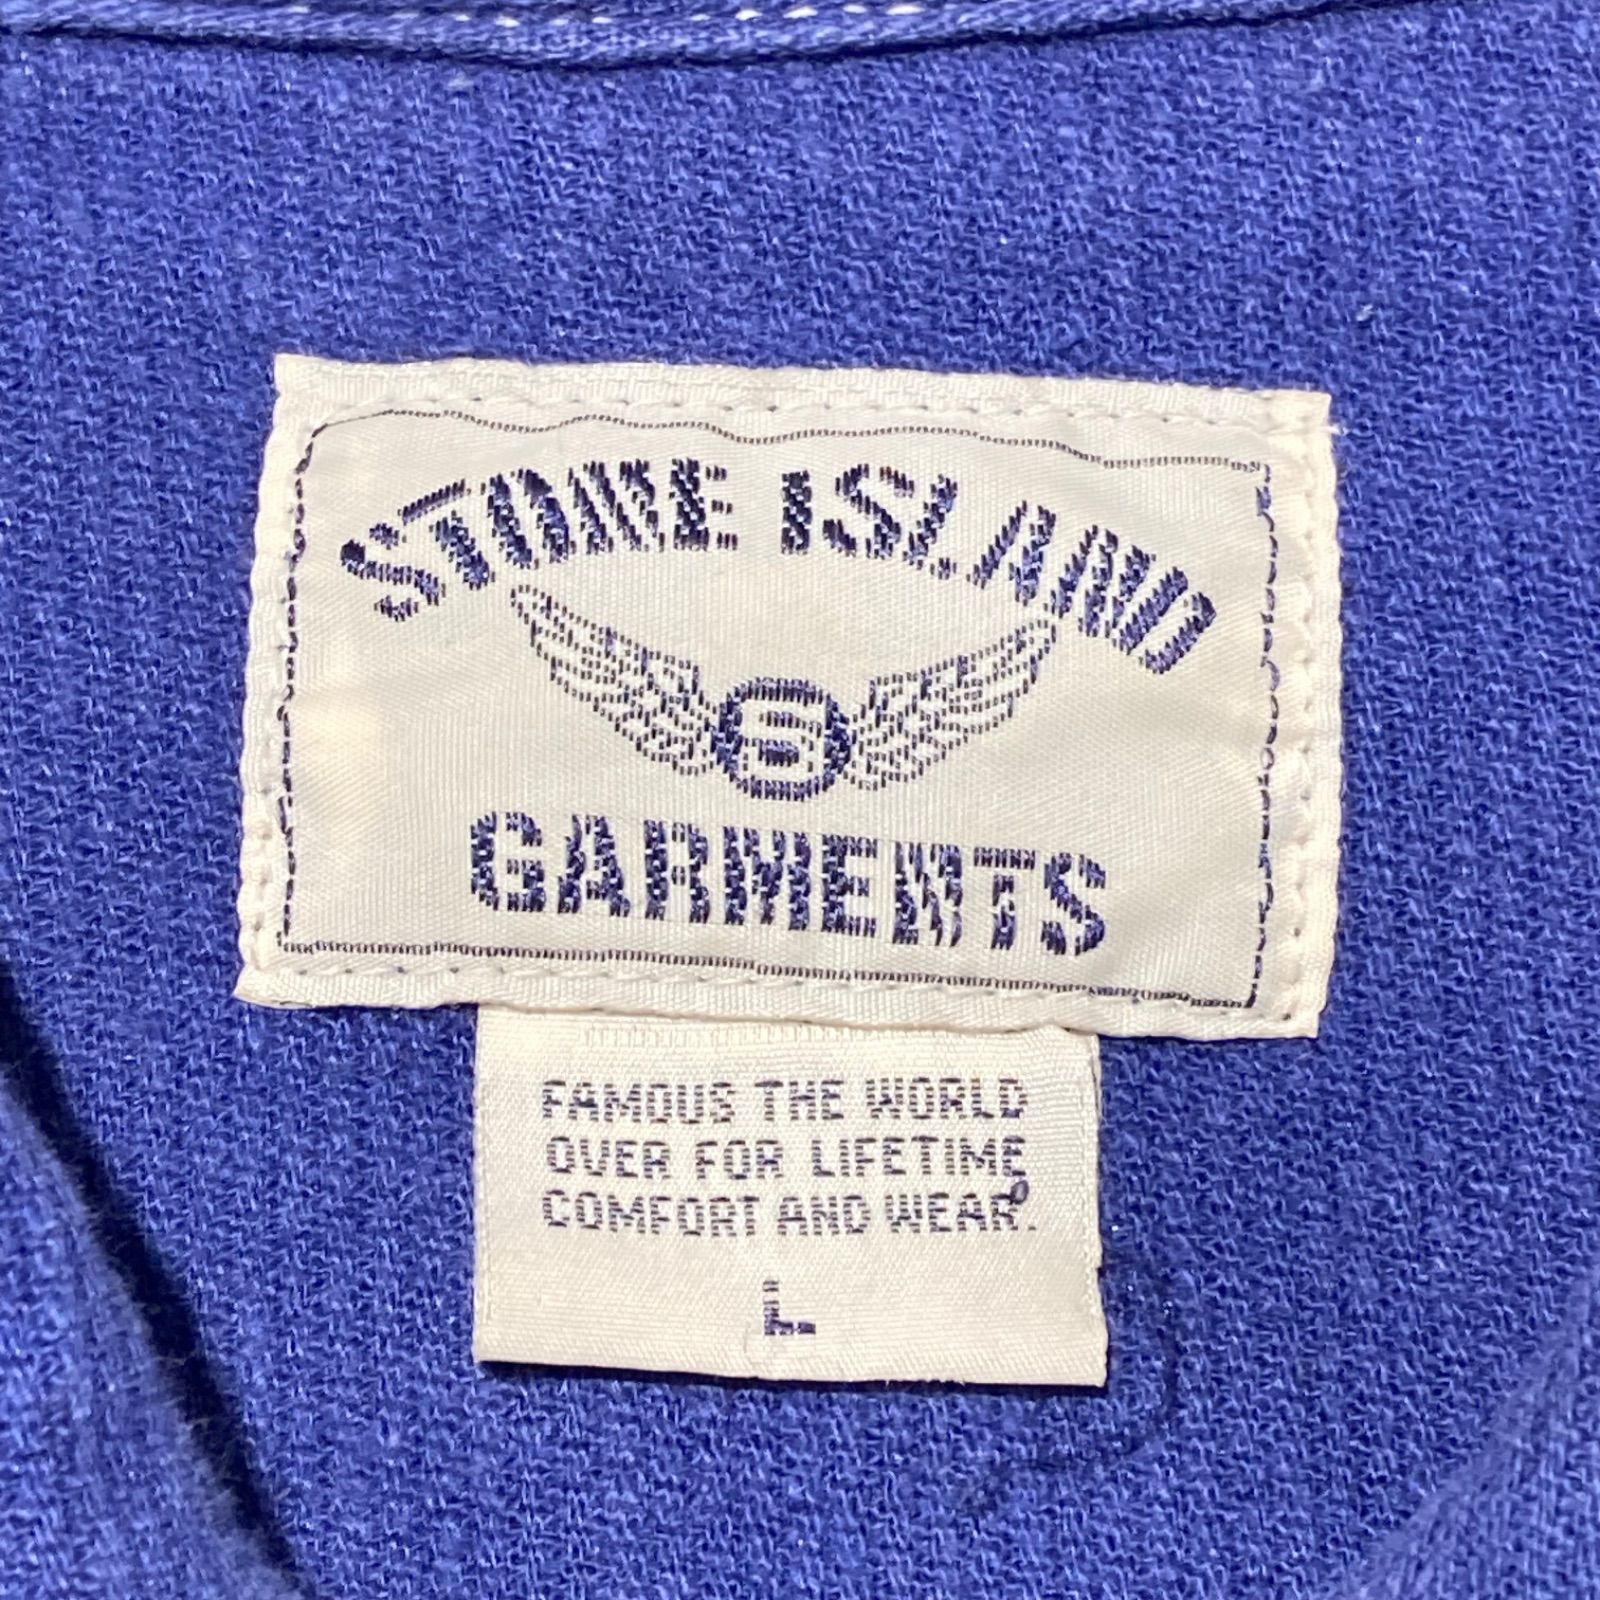 STONE ISLAND
S
GARMENTS
FAMOUS THE WORLD
OVER FOR LIFETIME
COMFORT AND WEAR.
L